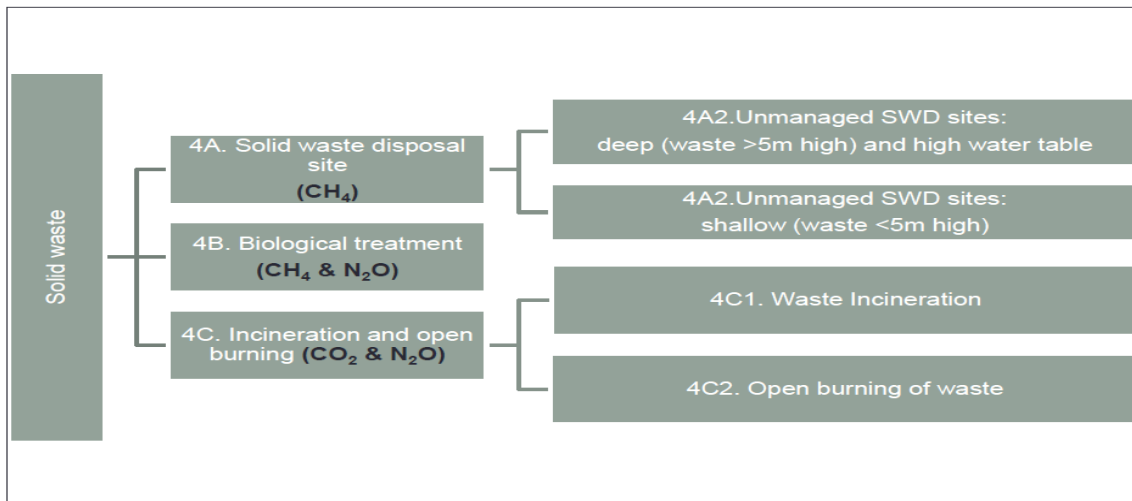 Solid waste
4A. Solid waste disposal
site
(CH₄)
4A2.Unmanaged SWD sites:
deep (waste >5m high) and high water table
4A2.Unmanaged SWD sites:
shallow (waste <5m high)
4B. Biological treatment
(CH₄ & N₂O)
4C. Incineration and open
burning (CO₂ & N₂O)
4C1. Waste Incineration
4C2. Open burning of waste